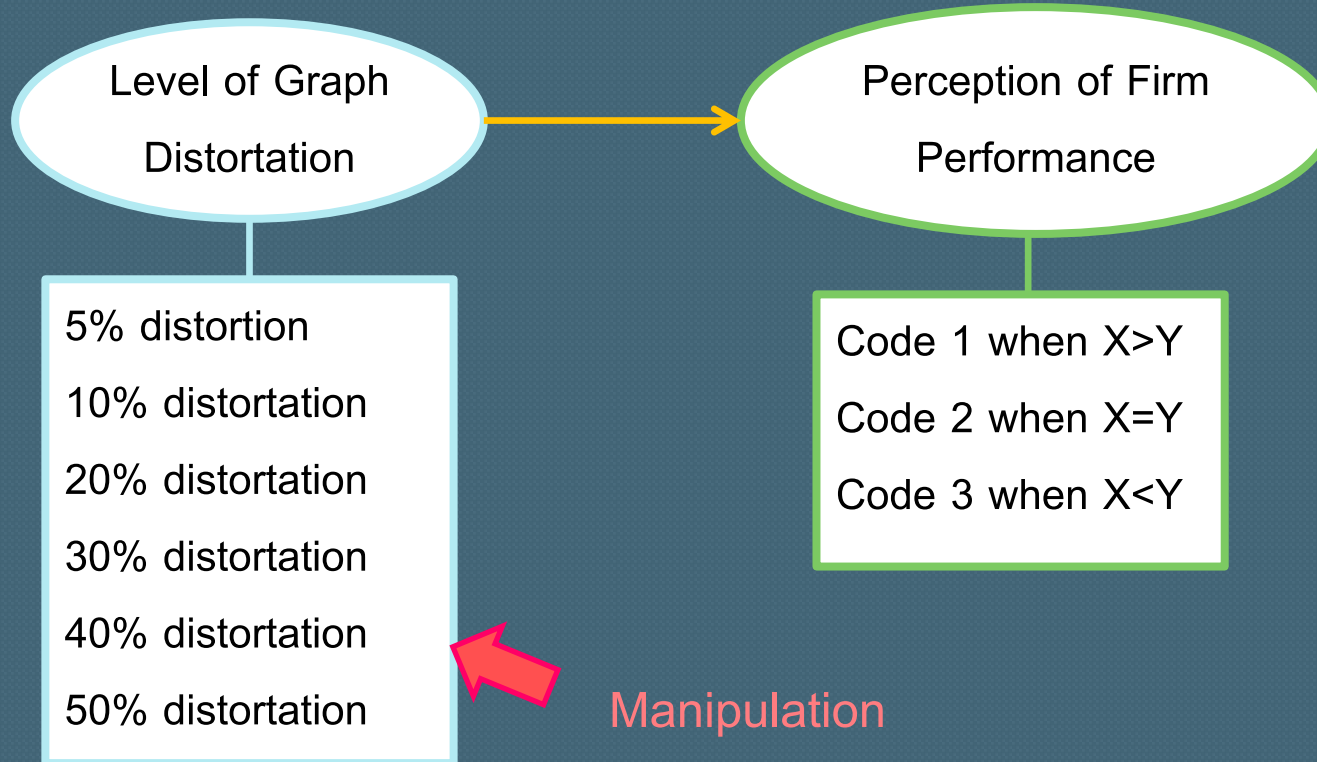 Level of Graph
Distortation
Perception of Firm
Performance
5% distortion
10% distortation
20% distortation
30% distortation
40% distortation
50% distortation
Code 1 when X>Y
Code 2 when X=Y
Code 3 when X<Y
Manipulation